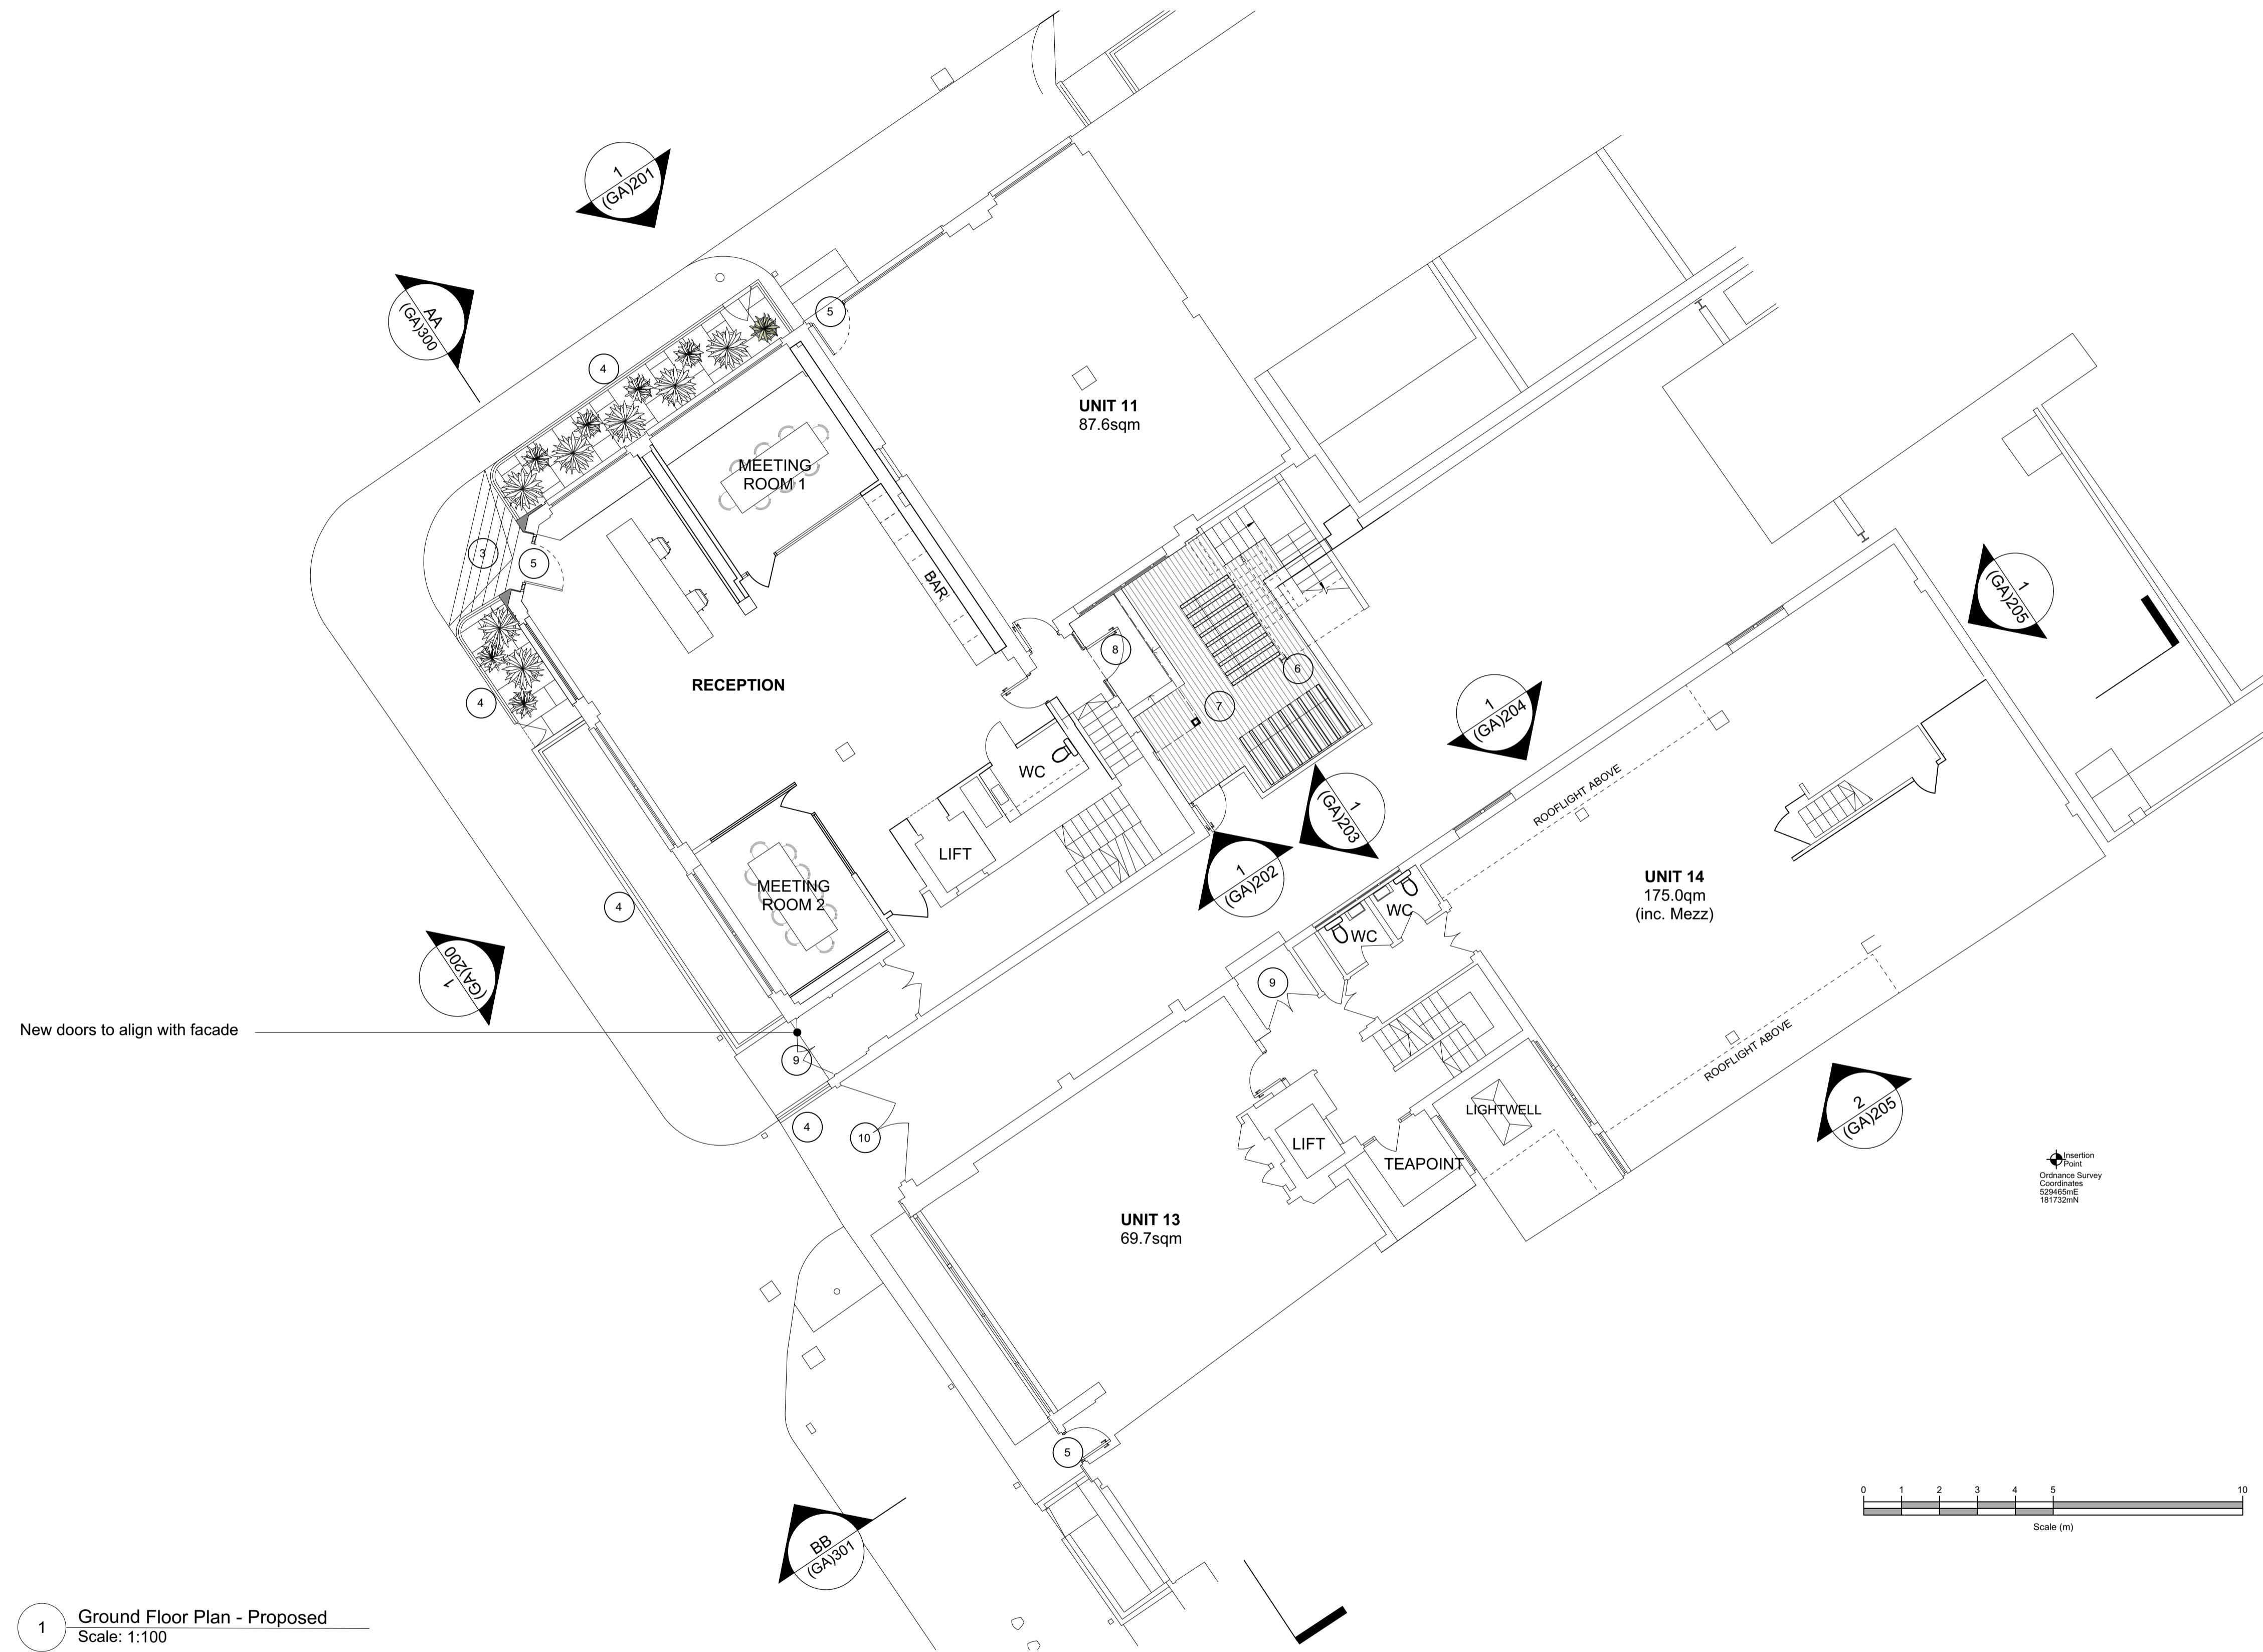 1
(GA)201
AA
(GA)300
5
4
UNIT 11
87.6sqm
MEETING
ROOM 1
3
5
BAR
1
(GA)205
8
6
RECEPTION
4
7
1
(GA)204
WC
ROOFLIGHT ABOVE
1
(GA)203
LIFT
1
(GA)202
MEETING
ROOM 2
4
UNIT 14
175.0qm
(inc. Mezz)
WC
WC
1
(GA)200
9
New doors to align with facade
9
ROOFLIGHT ABOVE
4
10
LIGHTWELL
2
(GA)205
LIFT
TEAPOINT
Insertion
Point
Ordnance Survey
Coordinates
529465mE
181732mN
UNIT 13
69.7sqm
5
0 1 2 3 4 5 10
Scale (m)
BB
(GA)301
1
Ground Floor Plan - Proposed
Scale: 1:100